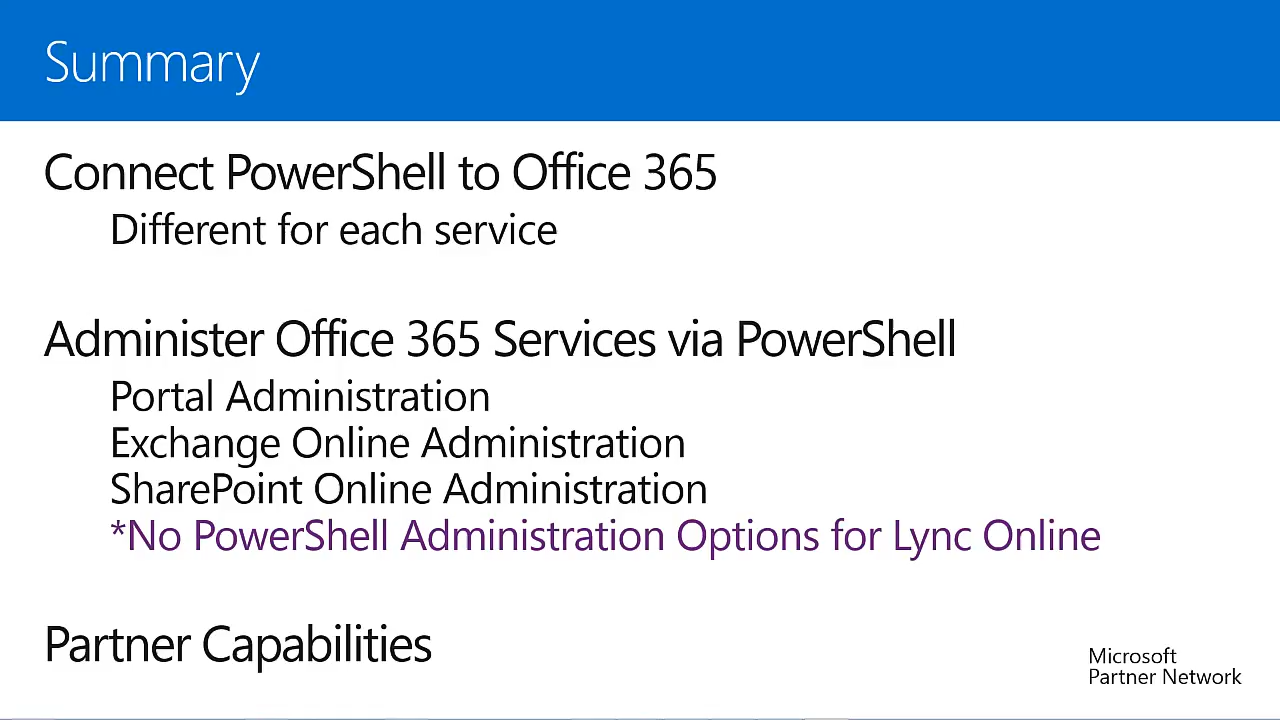 Summary
Connect PowerShell to Office 365
Different for each service
Administer Office 365 Services via PowerShell
Portal Administration
Exchange Online Administration
SharePoint Online Administration
*No PowerShell Administration Options for Lync Online
Partner Capabilities
Microsoft
Partner Network